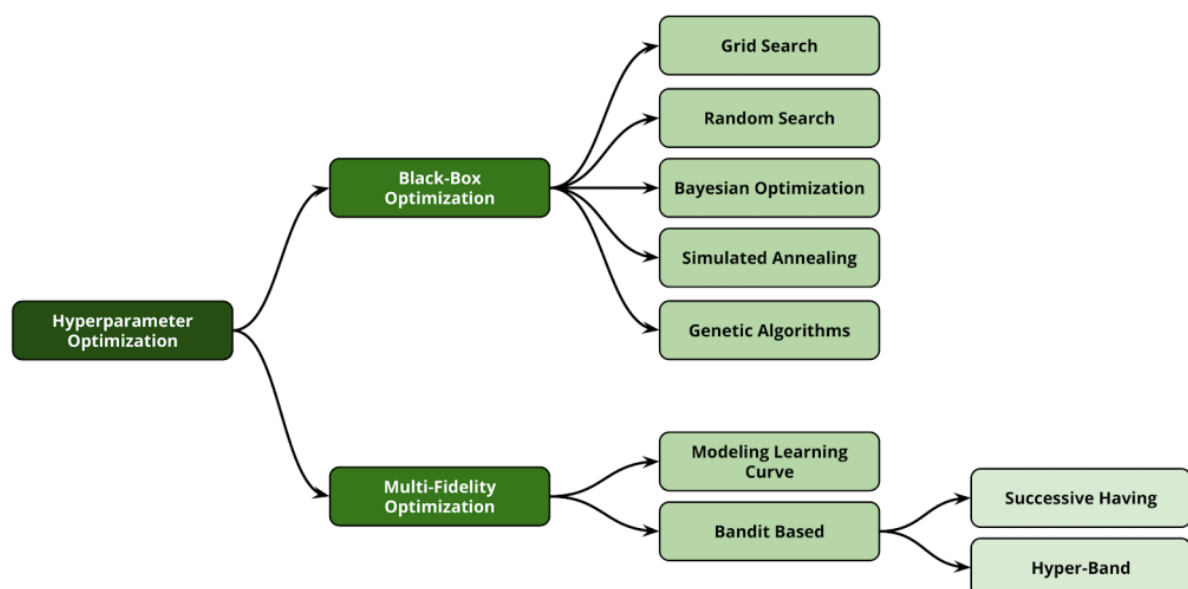 Grid Search
Random Search
Black-Box
Optimization
Bayesian Optimization
Simulated Annealing
Hyperparameter
Optimization
Genetic Algorithms
Modeling Learning
Curve
Multi-Fidelity
Optimization
Successive Having
Bandit Based
Hyper-Band